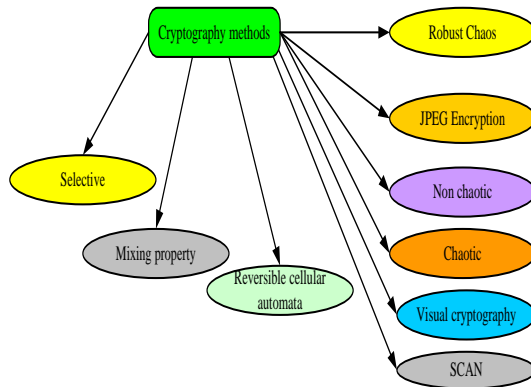 Cryptography methods
Robust Chaos
JPEG Encryption
Selective
Non chaotic
Mixing property
Chaotic
Reversible cellular
automata
Visual cryptography
SCAN